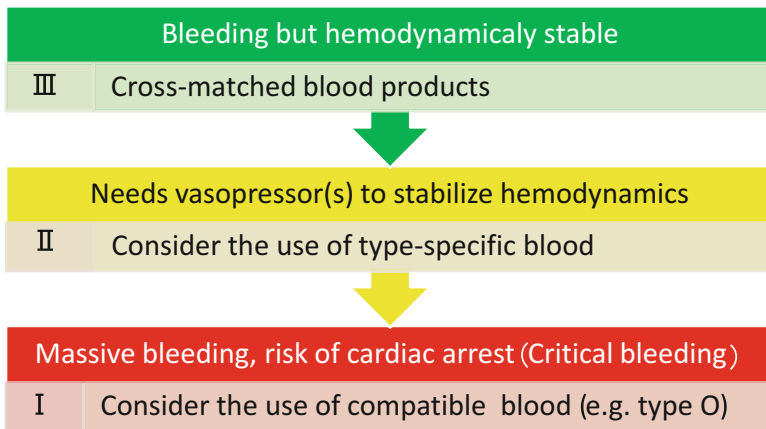 Bleeding but hemodynamicaly stable
Ⅲ Cross-matched blood products
Needs vasopressor(s) to stabilize hemodynamics
Ⅱ Consider the use of type-specific blood
Massive bleeding, risk of cardiac arrest (Critical bleeding)
Ⅰ Consider the use of compatible blood (e.g. type O)